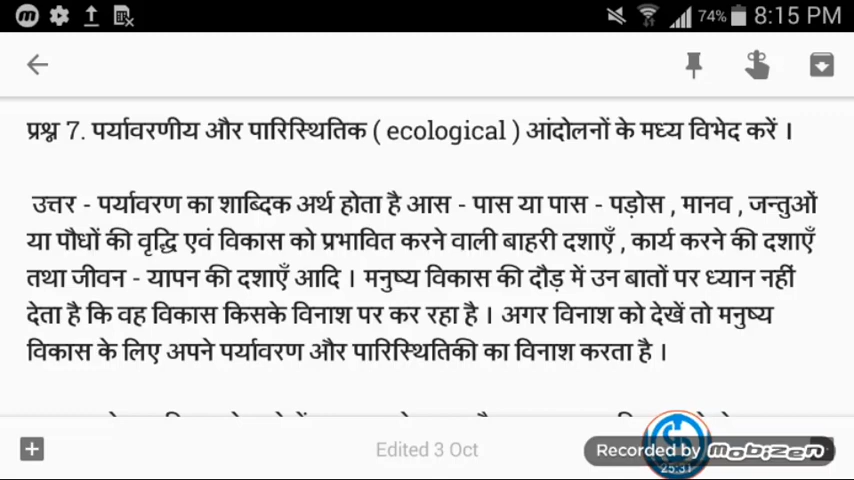 74% 8:15 PM
प्रश्न 7. पर्यावरणीय और पारिस्थितिक ( ecological ) आंदोलनों के मध्य विभेद करें ।
उत्तर - पर्यावरण का शाब्दिक अर्थ होता है आस - पास या पास - पड़ोस , मानव , जन्तुओं
या पौधों की वृद्धि एवं विकास को प्रभावित करने वाली बाहरी दशाएँ , कार्य करने की दशाएँ
तथा जीवन - यापन की दशाएँ आदि । मनुष्य विकास की दौड़ में उन बातों पर ध्यान नहीं
देता है कि वह विकास किसके विनाश पर कर रहा है । अगर विनाश को देखें तो मनुष्य
विकास के लिए अपने पर्यावरण और पारिस्थितिकी का विनाश करता है ।
Edited 3 Oct
Recorded by mobizen
25:31